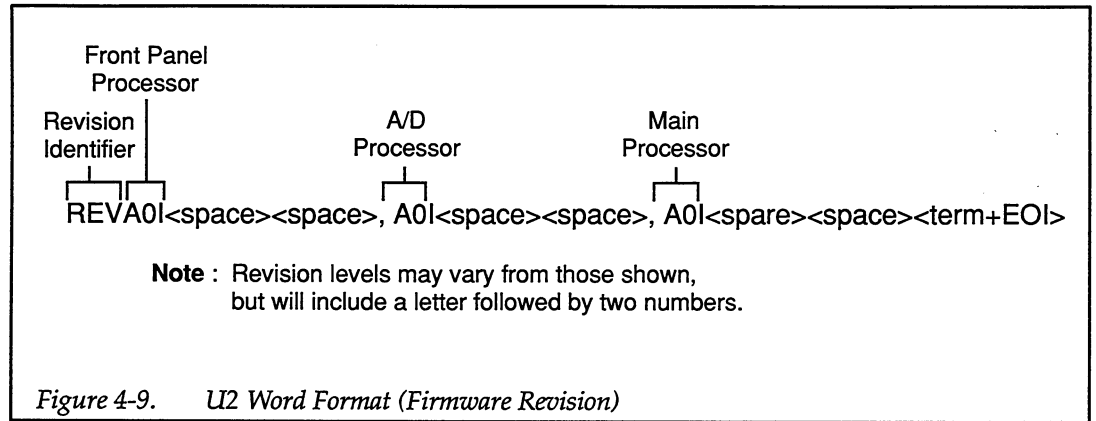 Front Panel
Processor
Revision
Identifier
A/D
Processor
Main
Processor
REVA0I<space><space>, A0I<space><space>, A0I<spare><space><term+EOI>
Note : Revision levels may vary from those shown,
but will include a letter followed by two numbers.
Figure 4-9. U2 Word Format (Firmware Revision)